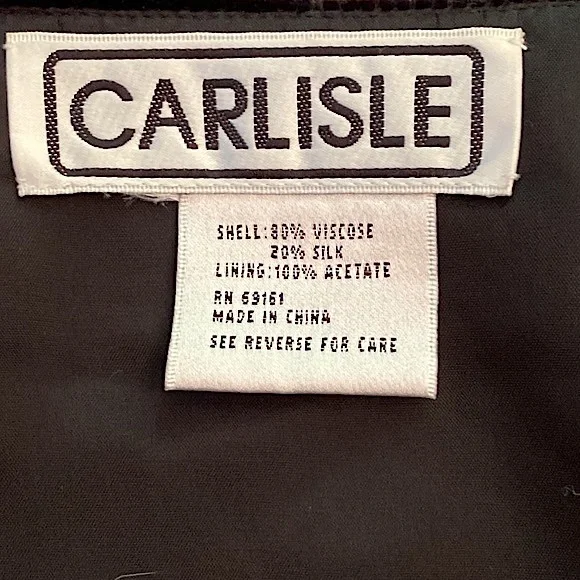 CARLISLE
SHELL: 80% VISCOSE
20% SILK
LINING: 100% ACETATE
RN 69161
MADE IN CHINA
SEE REVERSE FOR CARE